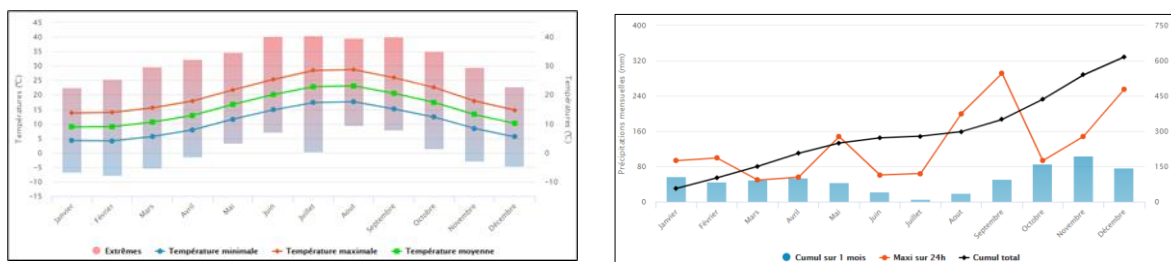 45
40
35
30
25
20
15
10
5
0
−5
−10
−15
Températures (°C)
40
30
20
10
0
−10
Températures (°C)
Janvier
Février
Mars
Avril
Mai
Juin
Juillet
Aout
Septembre
Octobre
Novembre
Décembre
Extrêmes
Température minimale
Température maximale
Température moyenne
400
320
240
160
80
0
Précipitations mensuelles (mm)
750
600
450
300
150
0
Janvier
Février
Mars
Avril
Mai
Juin
Juillet
Aout
Septembre
Octobre
Novembre
Décembre
Cumul sur 1 mois
Maxi sur 24h
Cumul total